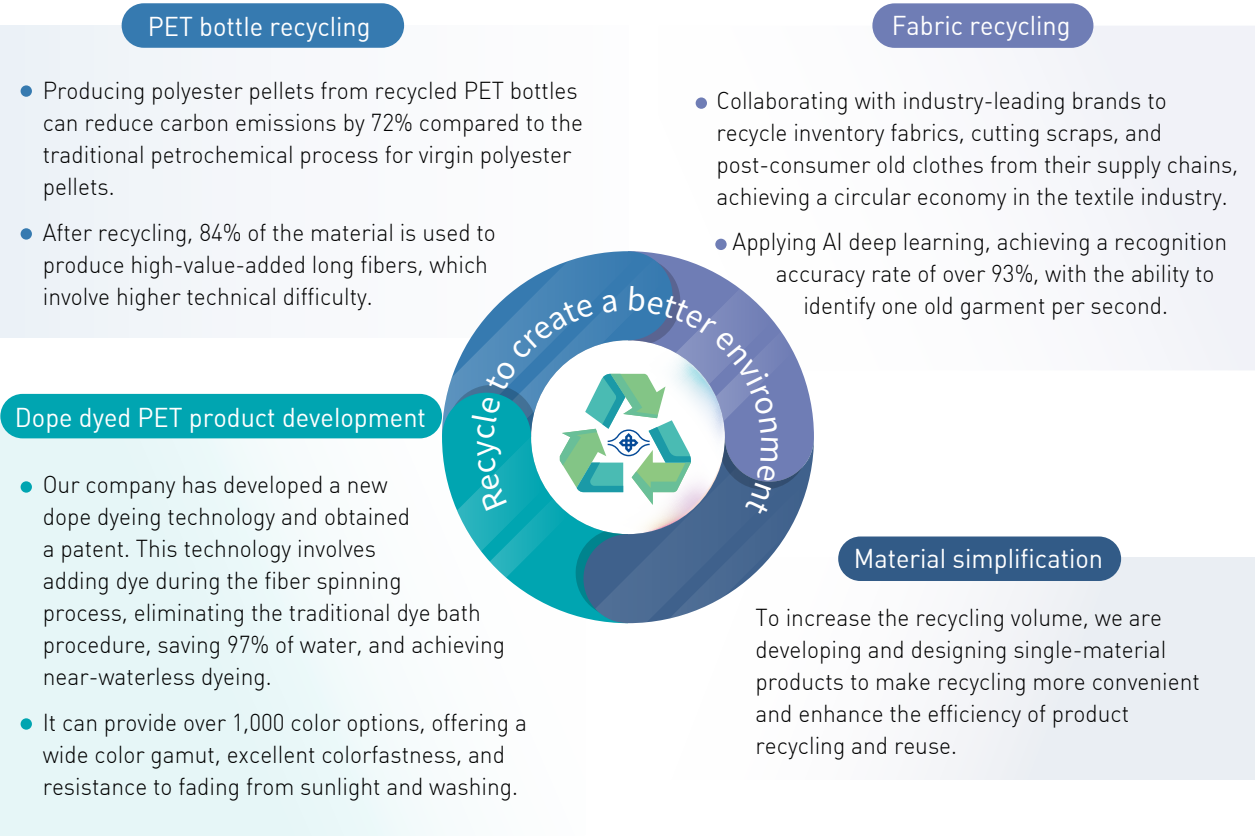 PET bottle recycling
• Producing polyester pellets from recycled PET bottles
can reduce carbon emissions by 72% compared to the
traditional petrochemical process for virgin polyester
pellets.
• After recycling, 84% of the material is used to
produce high-value-added long fibers, which
involve higher technical difficulty.
Fabric recycling
• Collaborating with industry-leading brands to
recycle inventory fabrics, cutting scraps, and
post-consumer old clothes from their supply chains,
achieving a circular economy in the textile industry.
• Applying AI deep learning, achieving a recognition
accuracy rate of over 93%, with the ability to
identify one old garment per second.
Recycle to create a better environment
Dope dyed PET product development
• Our company has developed a new
dope dyeing technology and obtained
a patent. This technology involves
adding dye during the fiber spinning
process, eliminating the traditional dye bath
procedure, saving 97% of water, and achieving
near-waterless dyeing.
• It can provide over 1,000 color options, offering a
wide color gamut, excellent colorfastness, and
resistance to fading from sunlight and washing.
Material simplification
To increase the recycling volume, we are
developing and designing single-material
products to make recycling more convenient
and enhance the efficiency of product
recycling and reuse.